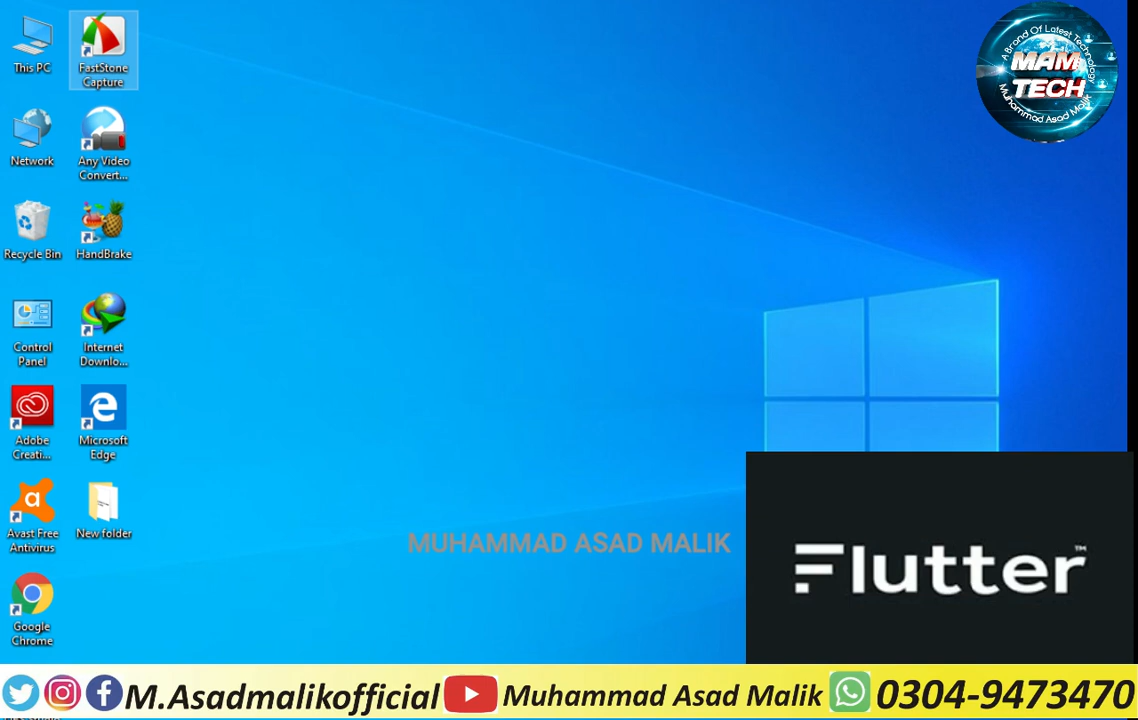 This PC
FastStone
Capture
Network
Any Video
Convert...
Recycle Bin
HandBrake
Control
Panel
Internet
Downlo...
Adobe
Creati...
Microsoft
Edge
Avast Free
Antivirus
New folder
Google
Chrome
A Brand Of Latest Technology
MAM
TECH
Muhammad Asad Malik
MUHAMMAD ASAD MALIK
Flutter™
M.Asadmalikofficial Muhammad Asad Malik 0304-9473470